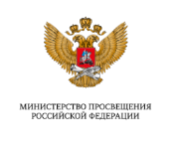 МИНИСТЕРСТВО ПРОСВЕЩЕНИЯ
РОССИЙСКОЙ ФЕДЕРАЦИИ